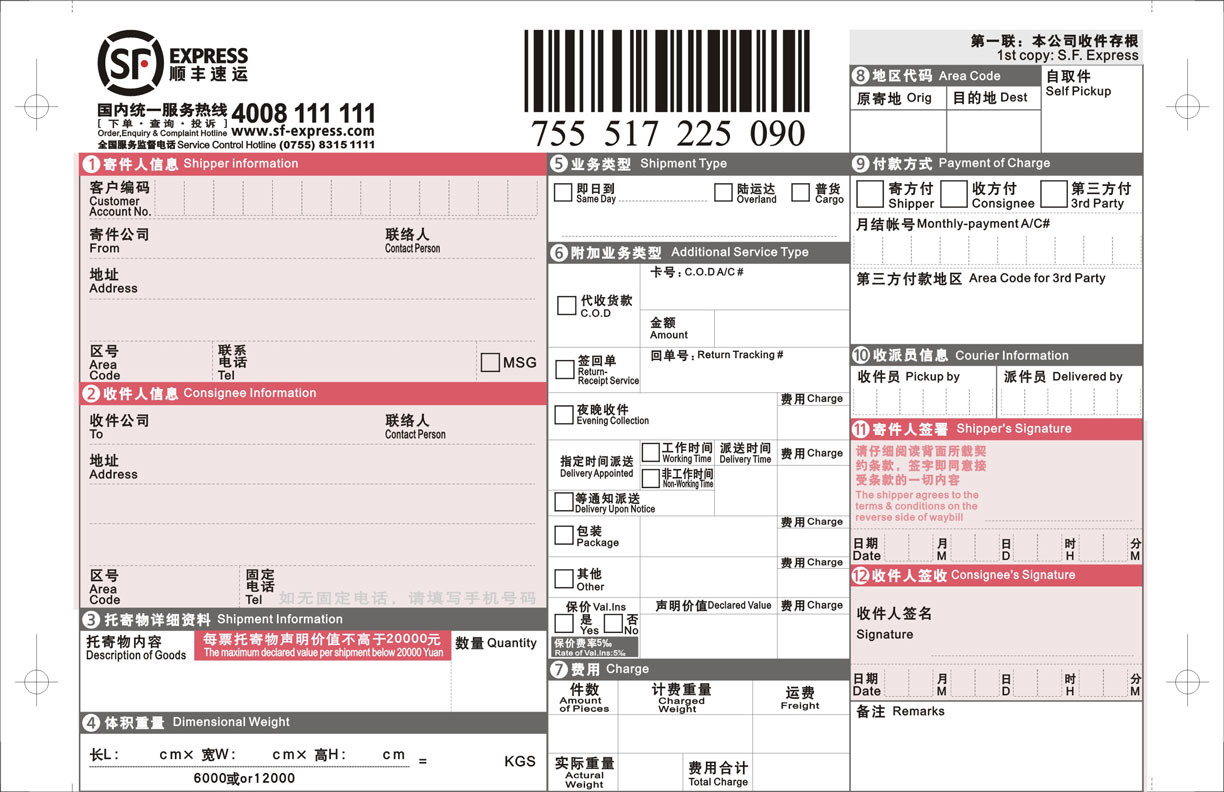 SF EXPRESS
顺丰速运
国内统一服务热线 4008 111 111
[ 下单 · 查询 · 投诉 ]
Order,Enquiry & Complaint Hotline www.sf-express.com
全国服务监督电话 Service Control Hotline (0755) 8315 1111
755 517 225 090
第一联：本公司收件存根
1st copy: S.F. Express
8 地区代码 Area Code
原寄地 Orig 目的地 Dest
自取件
Self Pickup
1 寄件人信息 Shipper information
客户编码
Customer
Account No.
寄件公司
From
联络人
Contact Person
地址
Address
区号
Area
Code
联系
电话
Tel
MSG
2 收件人信息 Consignee Information
收件公司
To
联络人
Contact Person
地址
Address
区号
Area
Code
固定
电话
Tel
如无固定电话，请填写手机号码
3 托寄物详细资料 Shipment Information
托寄物内容
Description of Goods
每票托寄物声明价值不高于20000元
The maximum declared value per shipment below 20000 Yuan
数量 Quantity
4 体积重量 Dimensional Weight
长L： cm× 宽W： cm× 高H： cm = KGS
6000或or12000
5 业务类型 Shipment Type
即日到
Same Day
陆运达
Overland
普货
Cargo
6 附加业务类型 Additional Service Type
代收货款
C.O.D
卡号：C.O.D A/C #
金额
Amount
签回单
Return-
Receipt Service
回单号：Return Tracking #
夜晚收件
Evening Collection
费用 Charge
指定时间派送
Delivery Appointed
工作时间
Working Time
非工作时间
Non-Working Time
派送时间
Delivery Time
费用 Charge
等通知派送
Delivery Upon Notice
包装
Package
费用 Charge
其他
Other
费用 Charge
保价 Val.Ins
是
Yes
否
No
保价费率5‰
Rate of Val.Ins:5‰
声明价值 Declared Value
费用 Charge
7 费用 Charge
件数
Amount
of Pieces
计费重量
Charged
Weight
运费
Freight
实际重量
Actural
Weight
费用合计
Total Charge
9 付款方式 Payment of Charge
寄方付
Shipper
收方付
Consignee
第三方付
3rd Party
月结帐号 Monthly-payment A/C#
第三方付款地区 Area Code for 3rd Party
10 收派员信息 Courier Information
收件员 Pickup by 派件员 Delivered by
11 寄件人签署 Shipper's Signature
请仔细阅读背面所载契
约条款，签字即同意接
受条款的一切内容
The shipper agrees to the
terms & conditions on the
reverse side of waybill
日期 月 日 时 分
Date M D H M
12 收件人签收 Consignee's Signature
收件人签名
Signature
日期 月 日 时 分
Date M D H M
备注 Remarks